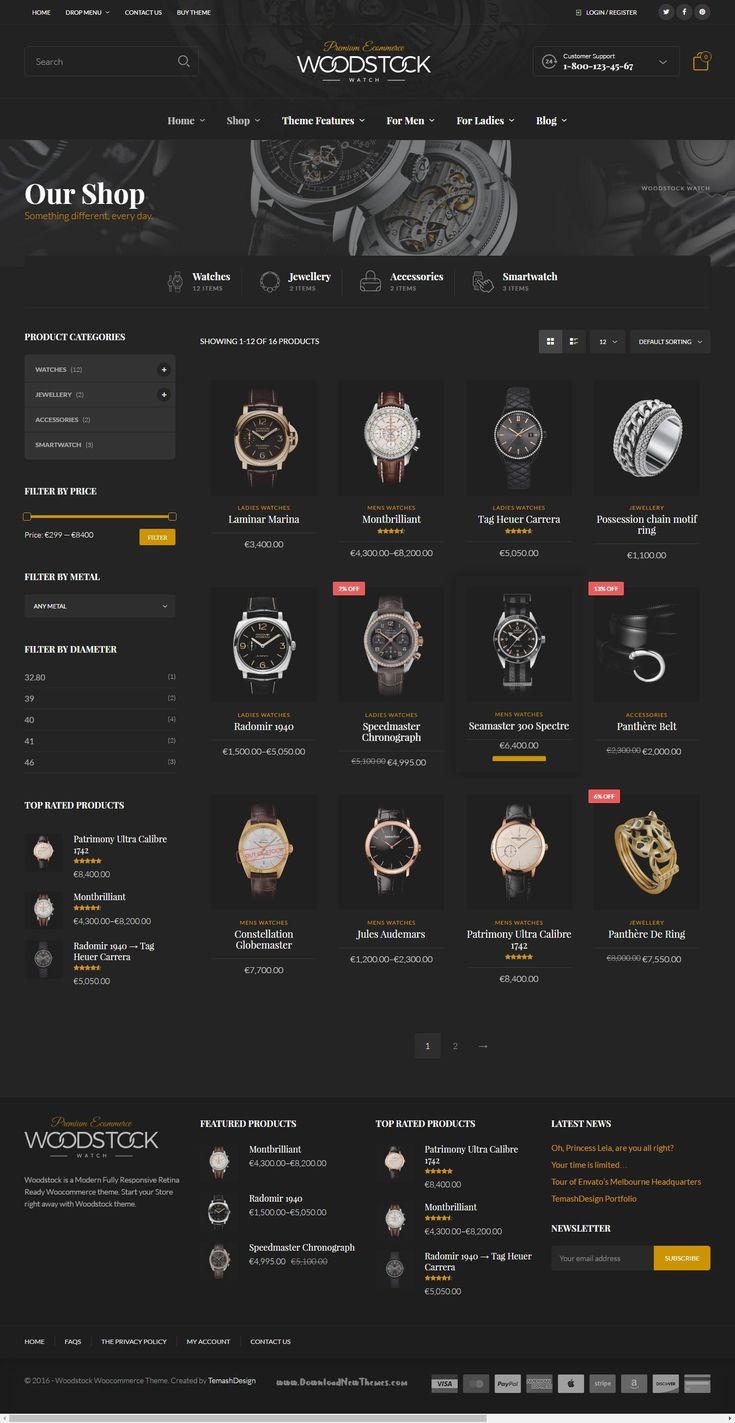 HOME DROP MENU CONTACT US BUY THEME LOGIN / REGISTER
Search
Premium Ecommerce
WOODSTOCK
WATCH
24
Customer Support
1-800-123-45-67
0
Home Shop Theme Features For Men For Ladies Blog
Our Shop
Something different, every day.
WOODSTOCK WATCH
Watches
12 ITEMS
Jewellery
2 ITEMS
Accessories
2 ITEMS
Smartwatch
3 ITEMS
PRODUCT CATEGORIES
WATCHES (12)
JEWELLERY (2)
ACCESSORIES (2)
SMARTWATCH (3)
FILTER BY PRICE
Price: €299 — €8400
FILTER
FILTER BY METAL
ANY METAL
FILTER BY DIAMETER
32.80 (1)
39 (2)
40 (4)
41 (2)
46 (3)
TOP RATED PRODUCTS
Patrimony Ultra Calibre
1742
€8,400.00
Montbrilliant
€4,300.00–€8,200.00
Radomir 1940 → Tag
Heuer Carrera
€5,050.00
SHOWING 1-12 OF 16 PRODUCTS
12
DEFAULT SORTING
LADIES WATCHES
Laminar Marina
€3,400.00
MENS WATCHES
Montbrilliant
€4,300.00–€8,200.00
LADIES WATCHES
Tag Heuer Carrera
€5,050.00
JEWELLERY
Possession chain motif
ring
€1,100.00
LADIES WATCHES
Radomir 1940
€1,500.00–€5,050.00
2% OFF
LADIES WATCHES
Speedmaster
Chronograph
€5,100.00 €4,995.00
MENS WATCHES
Seamaster 300 Spectre
€6,400.00
13% OFF
ACCESSORIES
Panthère Belt
€2,300.00 €2,000.00
OUT OF STOCK
MENS WATCHES
Constellation
Globemaster
€7,700.00
MENS WATCHES
Jules Audemars
€1,200.00–€2,300.00
MENS WATCHES
Patrimony Ultra Calibre
1742
€8,400.00
6% OFF
JEWELLERY
Panthère De Ring
€8,000.00 €7,550.00
1 2 →
Premium Ecommerce
WOODSTOCK
WATCH
Woodstock is a Modern Fully Responsive Retina
Ready Woocommerce theme. Start your Store
right away with Woodstock theme.
FEATURED PRODUCTS
Montbrilliant
€4,300.00–€8,200.00
Radomir 1940
€1,500.00–€5,050.00
Speedmaster Chronograph
€4,995.00 €5,100.00
TOP RATED PRODUCTS
Patrimony Ultra Calibre
1742
€8,400.00
Montbrilliant
€4,300.00–€8,200.00
Radomir 1940 → Tag Heuer
Carrera
€5,050.00
LATEST NEWS
Oh, Princess Leia, are you all right?
Your time is limited…
Tour of Envato's Melbourne Headquarters
TemashDesign Portfolio
NEWSLETTER
Your email address
SUBSCRIBE
HOME FAQS THE PRIVACY POLICY MY ACCOUNT CONTACT US
© 2016 - Woodstock Woocommerce Theme. Created by TemashDesign
www.DownloadNewThemes.com
VISA PayPal stripe DISCOVER